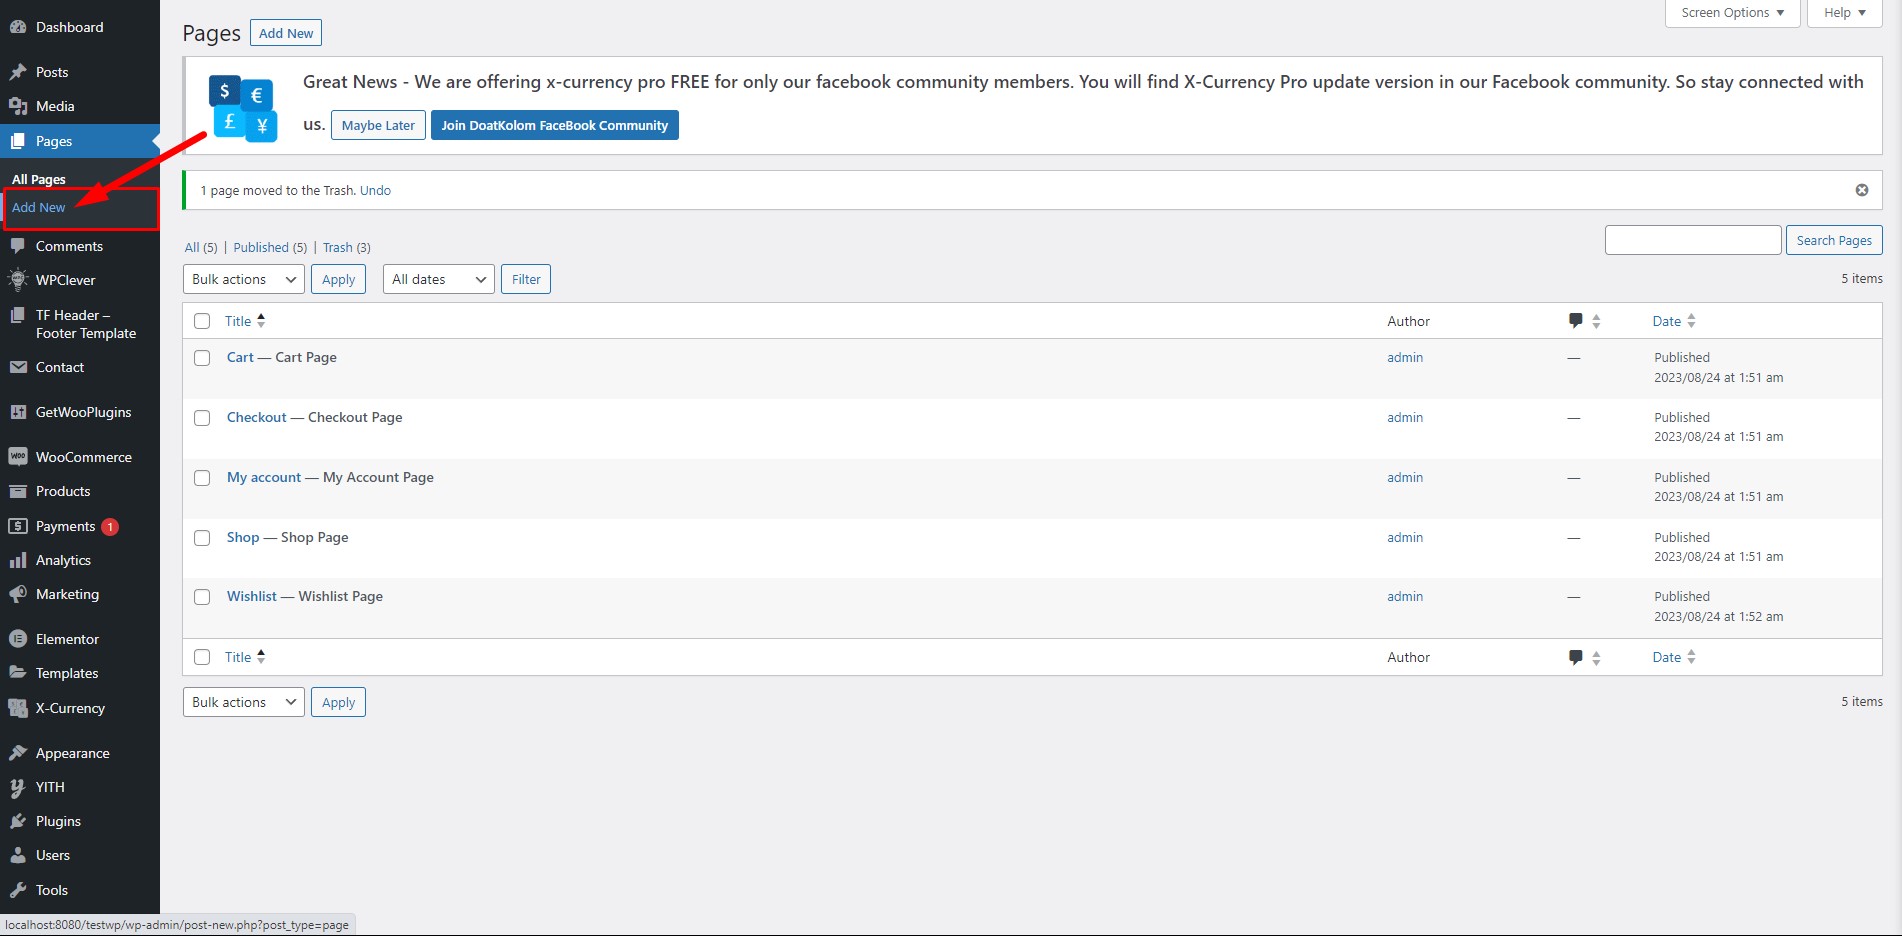 Dashboard
Posts
Media
Pages
All Pages
Add New
Comments
WPClever
TF Header –
Footer Template
Contact
GetWooPlugins
WooCommerce
Products
Payments 1
Analytics
Marketing
Elementor
Templates
X-Currency
Appearance
YITH
Plugins
Users
Tools
Screen Options
Help
Pages Add New
$ €
£ ¥
Great News - We are offering x-currency pro FREE for only our facebook community members. You will find X-Currency Pro update version in our Facebook community. So stay connected with
us. Maybe Later Join DoatKolom FaceBook Community
1 page moved to the Trash. Undo
All (5) | Published (5) | Trash (3)
Search Pages
Bulk actions Apply All dates Filter
5 items
Title Author Date
Cart — Cart Page admin — Published
2023/08/24 at 1:51 am
Checkout — Checkout Page admin — Published
2023/08/24 at 1:51 am
My account — My Account Page admin — Published
2023/08/24 at 1:51 am
Shop — Shop Page admin — Published
2023/08/24 at 1:51 am
Wishlist — Wishlist Page admin — Published
2023/08/24 at 1:52 am
Title Author Date
Bulk actions Apply
5 items
localhost:8080/testwp/wp-admin/post-new.php?post_type=page